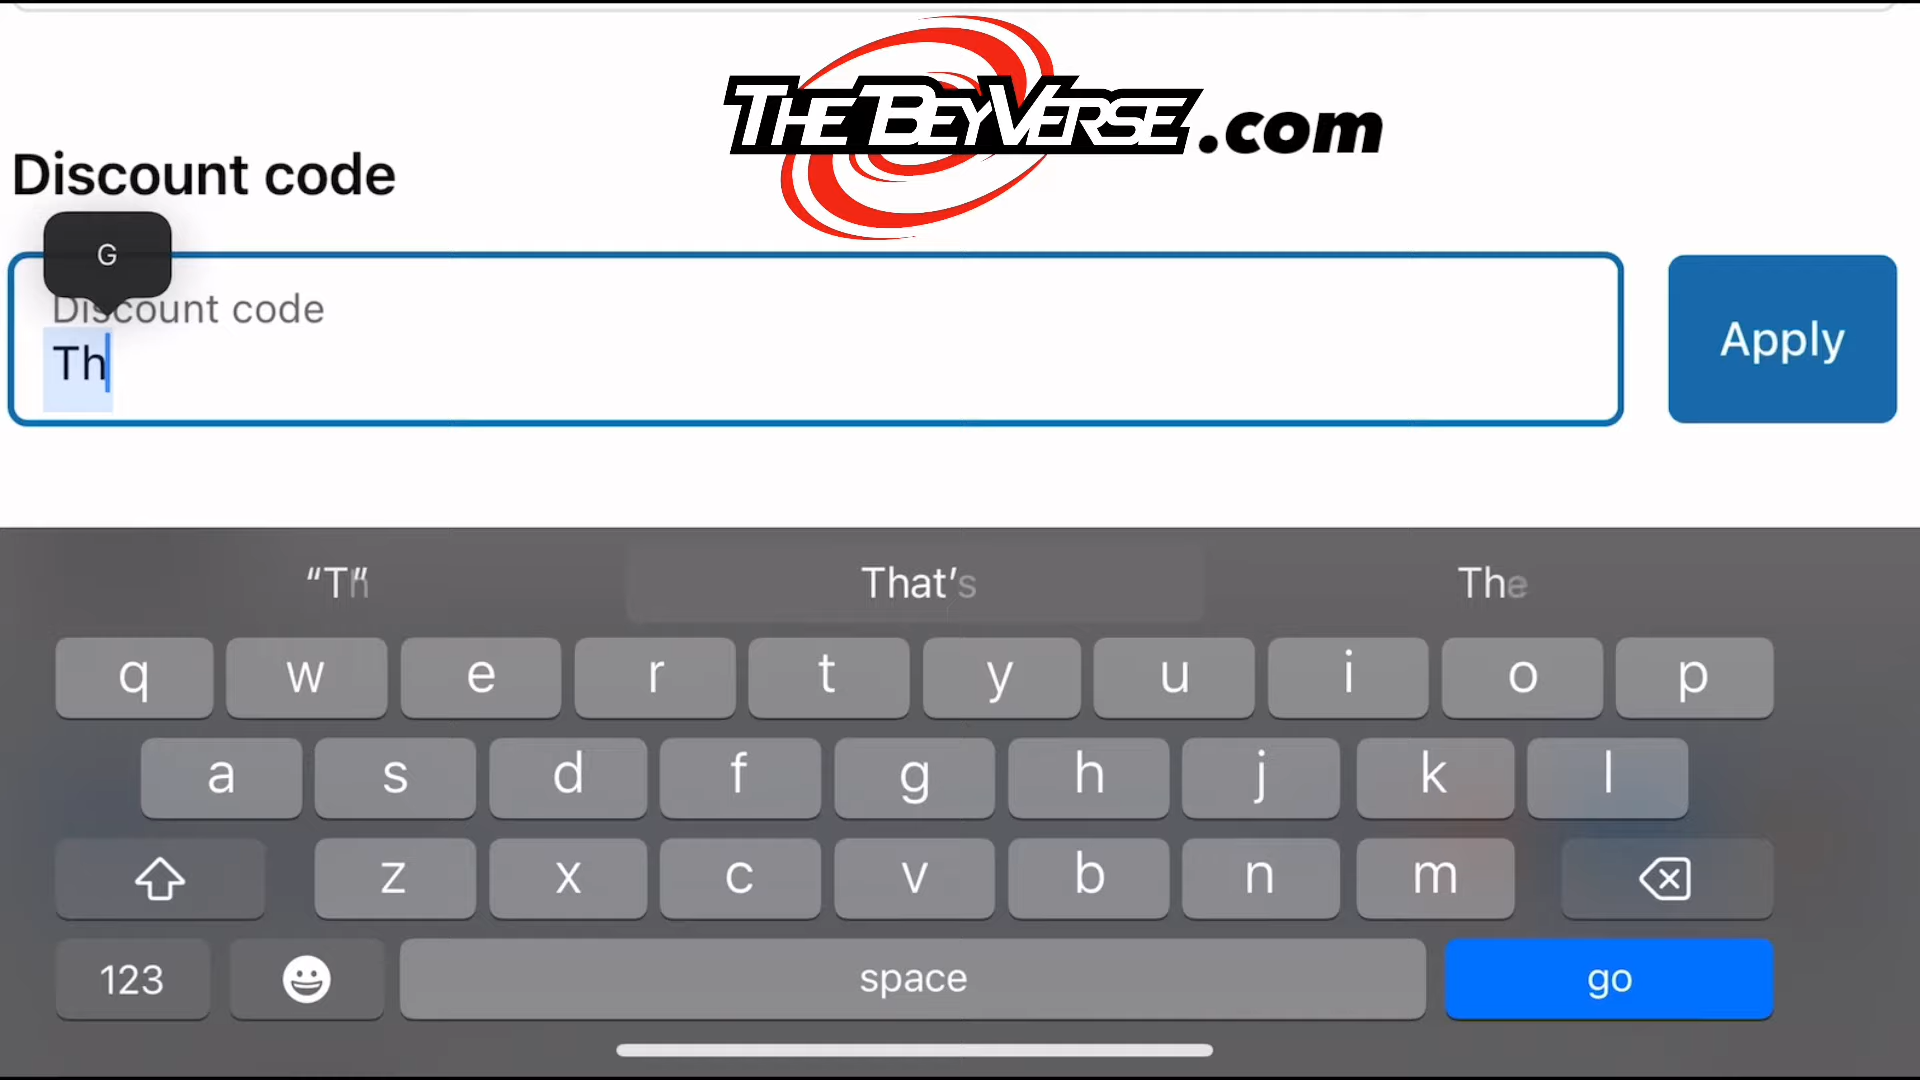 THE BEYVERSE.com
Discount code
G
Discount code
Th
Apply
“Th“ That’s The
q w e r t y u i o p
a s d f g h j k l
z x c v b n m
123 space go